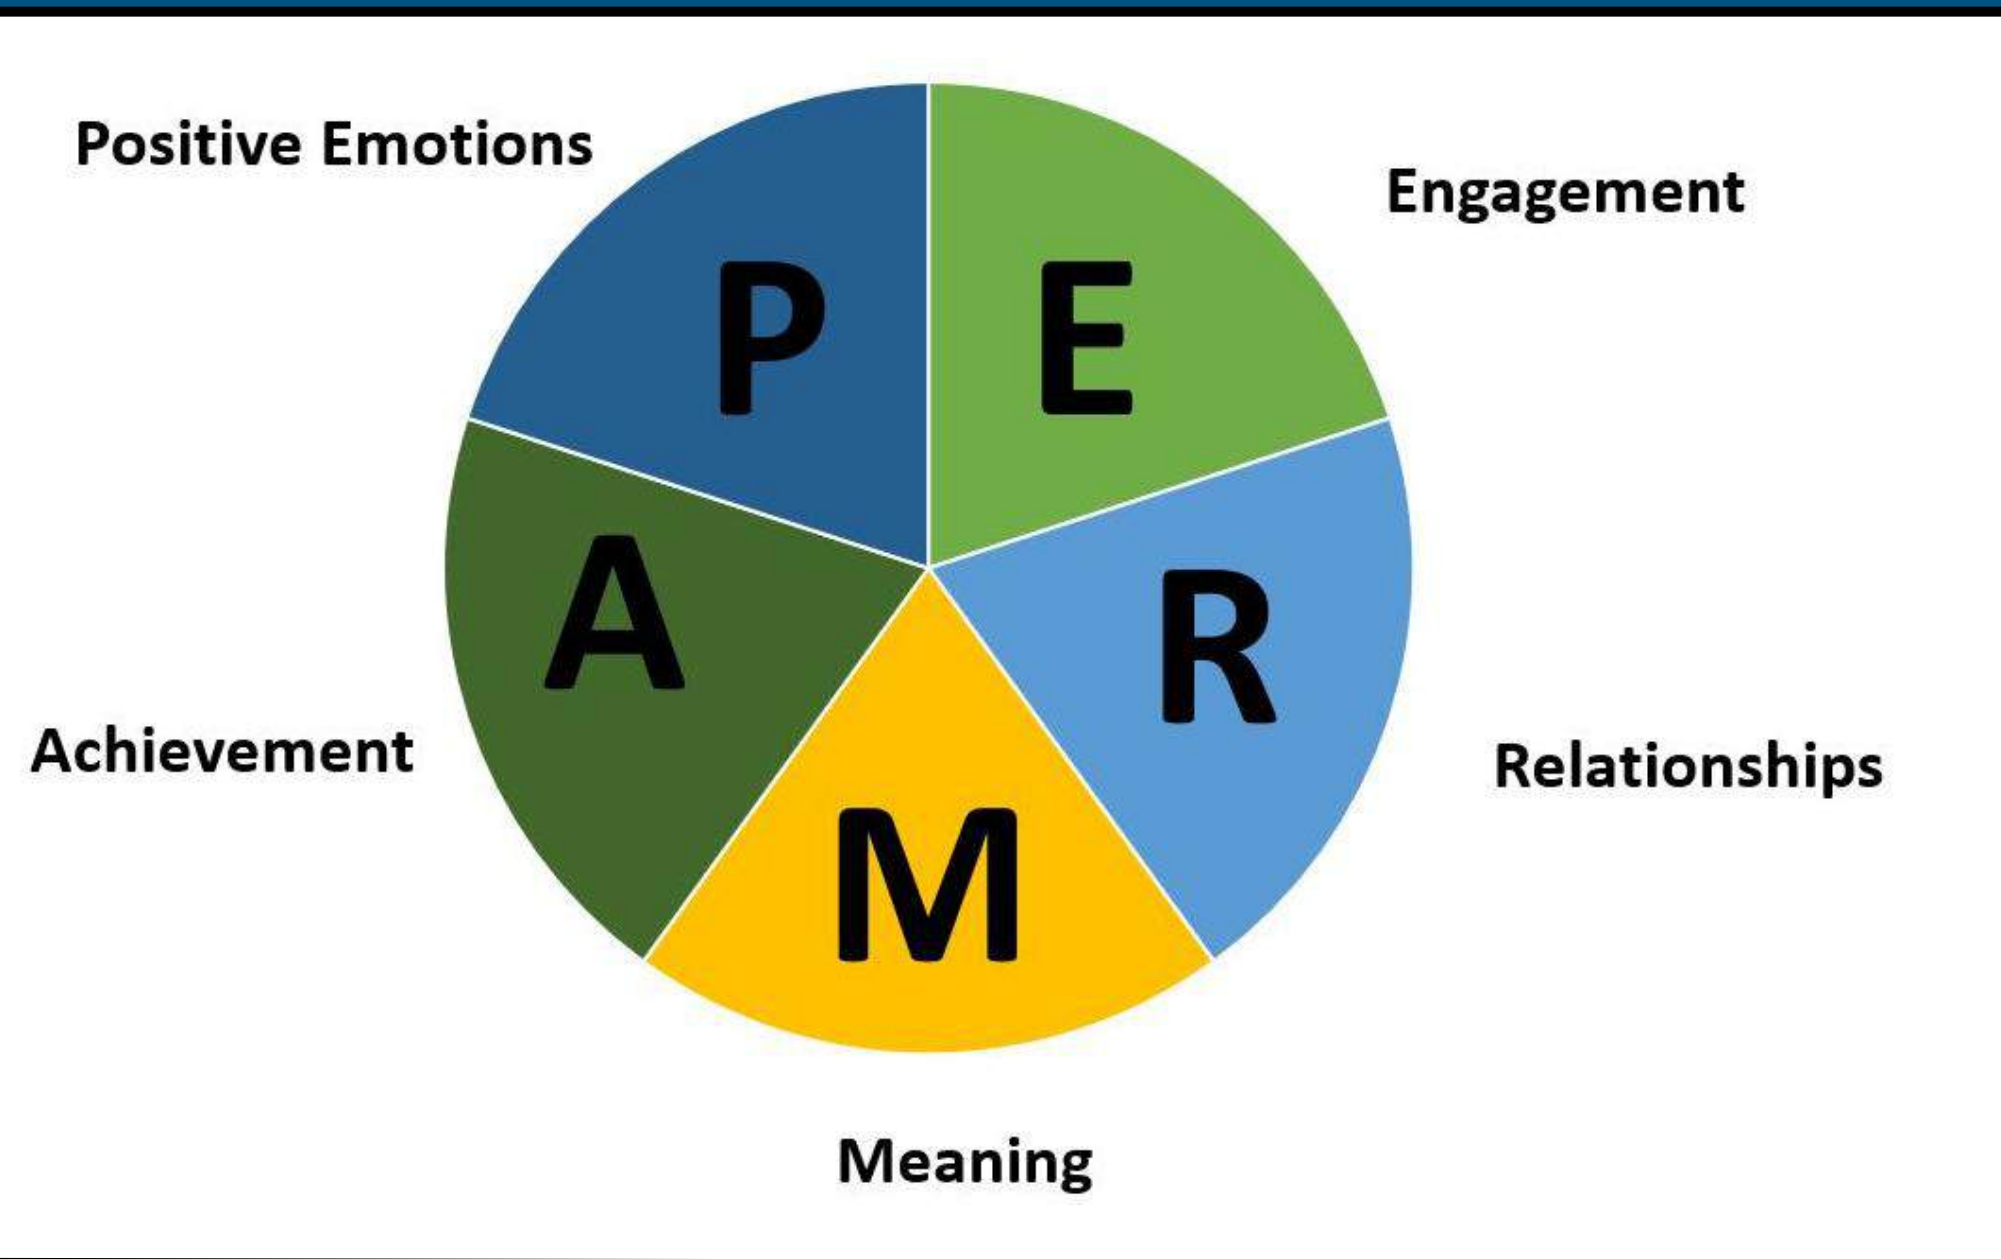 Positive Emotions
Engagement
P
E
A
R
Achievement
Relationships
M
Meaning